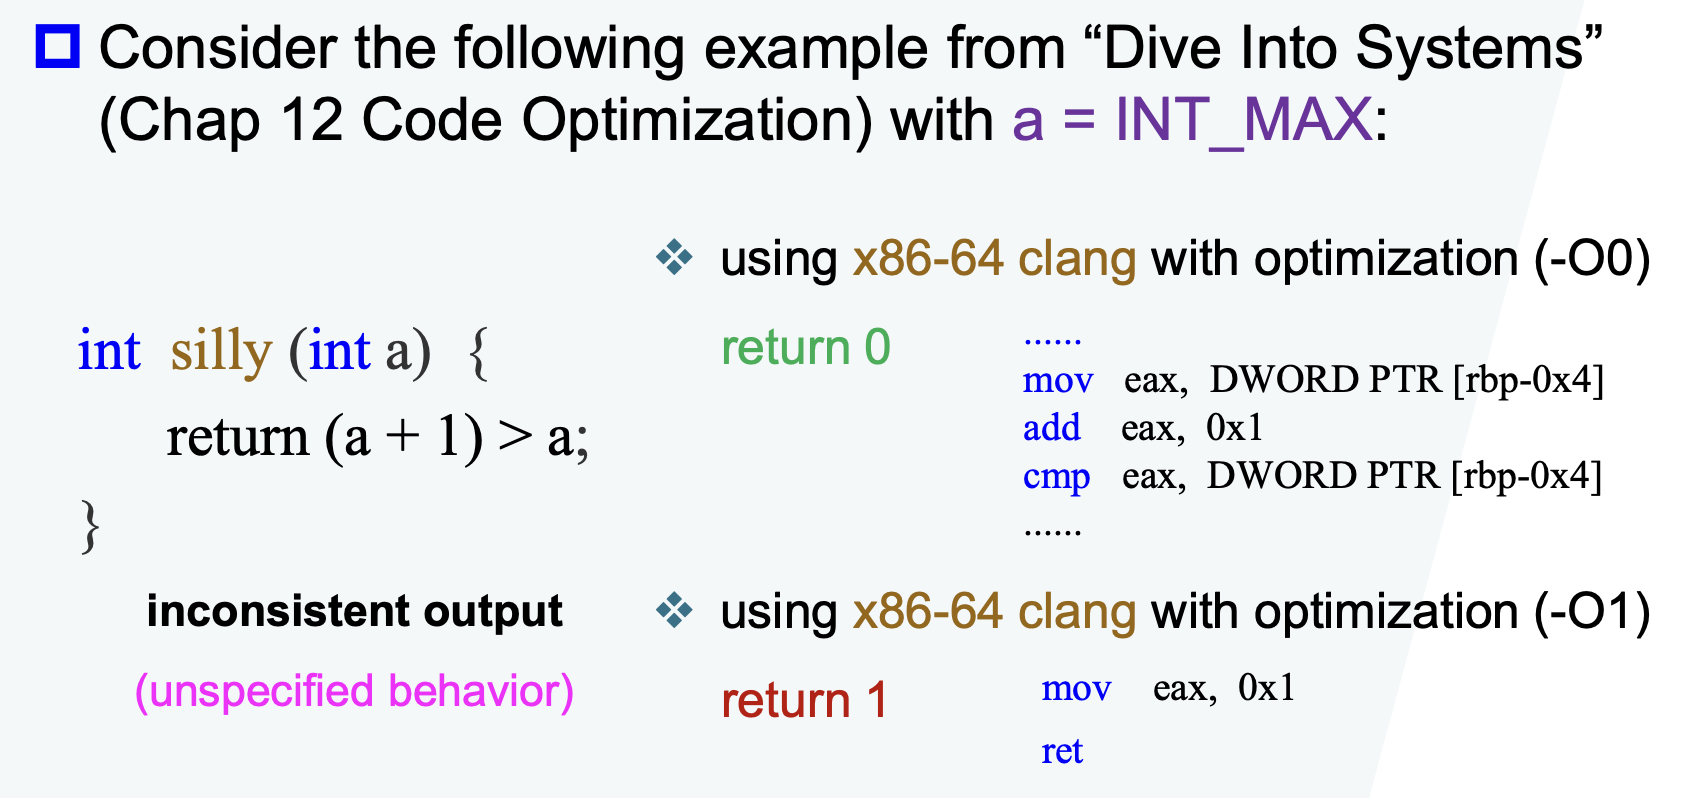 Consider the following example from “Dive Into Systems”
(Chap 12 Code Optimization) with a = INT_MAX:
using x86-64 clang with optimization (-O0)
int silly (int a) {
return (a + 1) > a;
}
return 0
......
mov eax, DWORD PTR [rbp-0x4]
add eax, 0x1
cmp eax, DWORD PTR [rbp-0x4]
......
inconsistent output
(unspecified behavior)
using x86-64 clang with optimization (-O1)
return 1
mov eax, 0x1
ret